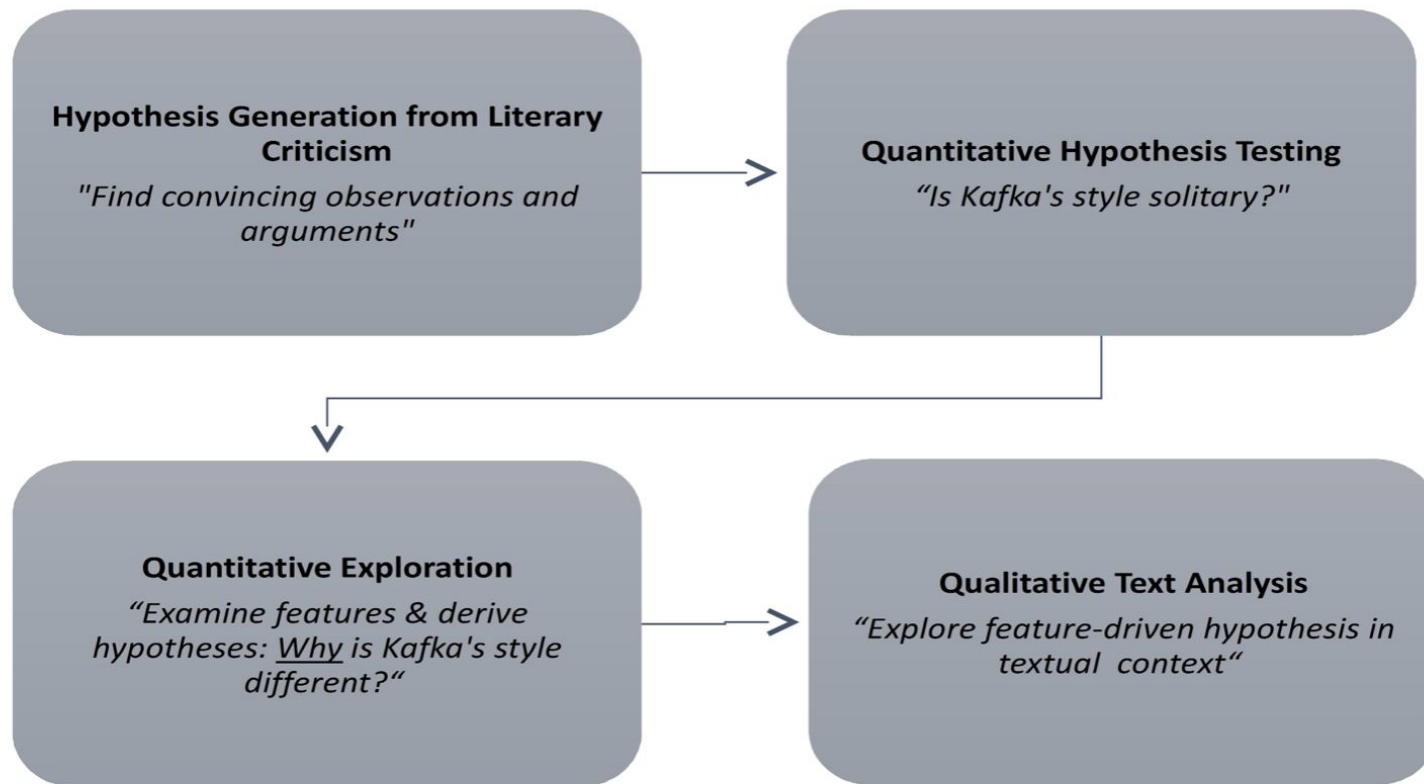 Hypothesis Generation from Literary
Criticism
"Find convincing observations and
arguments"
Quantitative Hypothesis Testing
“Is Kafka's style solitary?"
Quantitative Exploration
“Examine features & derive
hypotheses: Why is Kafka's style
different?“
Qualitative Text Analysis
“Explore feature-driven hypothesis in
textual context“